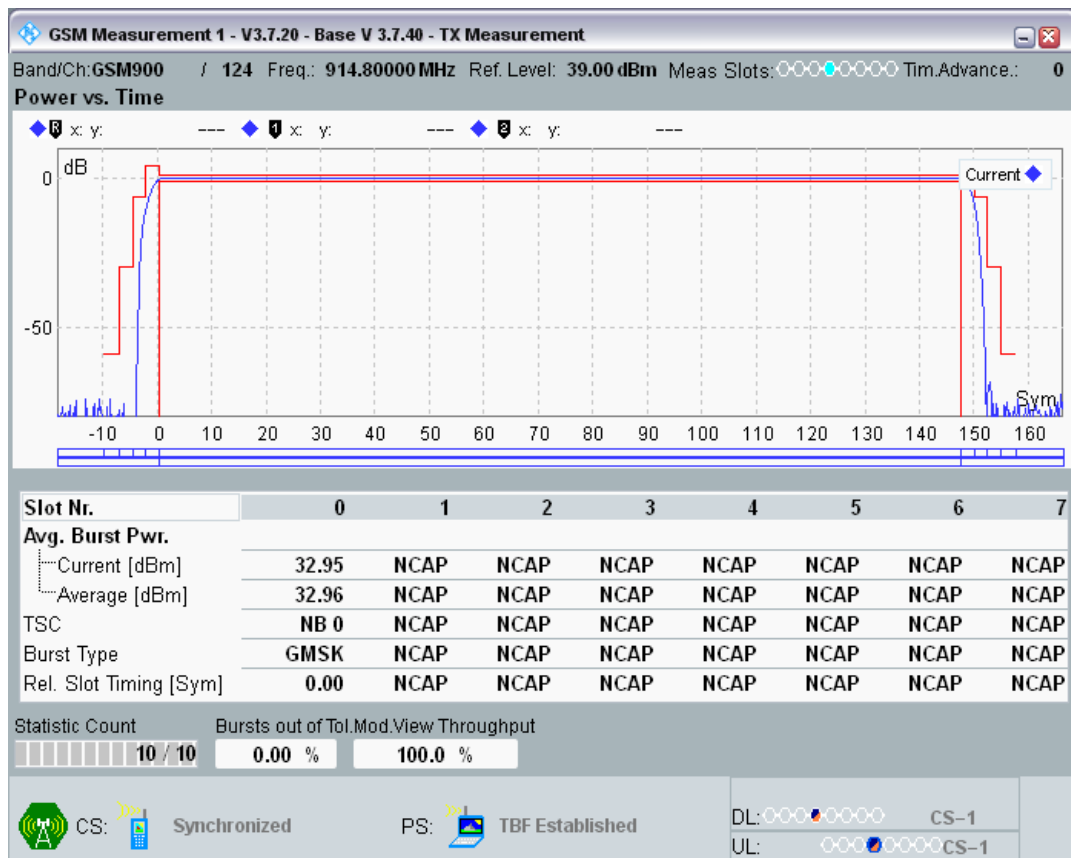 GSM Measurement 1 - V3.7.20 - Base V 3.7.40 - TX Measurement
Band/Ch:GSM900 / 124 Freq.: 914.80000 MHz Ref. Level: 39.00 dBm Meas Slots: Tim.Advance.: 0
Power vs. Time
R x: y: --- 1 x: y: --- 2 x: y: ---
dB
Current
0
-50
Sym
-10 0 10 20 30 40 50 60 70 80 90 100 110 120 130 140 150 160
Slot Nr. 0 1 2 3 4 5 6 7
Avg. Burst Pwr.
Current [dBm] 32.95 NCAP NCAP NCAP NCAP NCAP NCAP NCAP
Average [dBm] 32.96 NCAP NCAP NCAP NCAP NCAP NCAP NCAP
TSC NB 0 NCAP NCAP NCAP NCAP NCAP NCAP NCAP
Burst Type GMSK NCAP NCAP NCAP NCAP NCAP NCAP NCAP
Rel. Slot Timing [Sym] 0.00 NCAP NCAP NCAP NCAP NCAP NCAP NCAP
Statistic Count Bursts out of Tol.Mod.View Throughput
10 / 10 0.00 % 100.0 %
CS: Synchronized PS: TBF Established
DL: CS-1
UL: CS-1